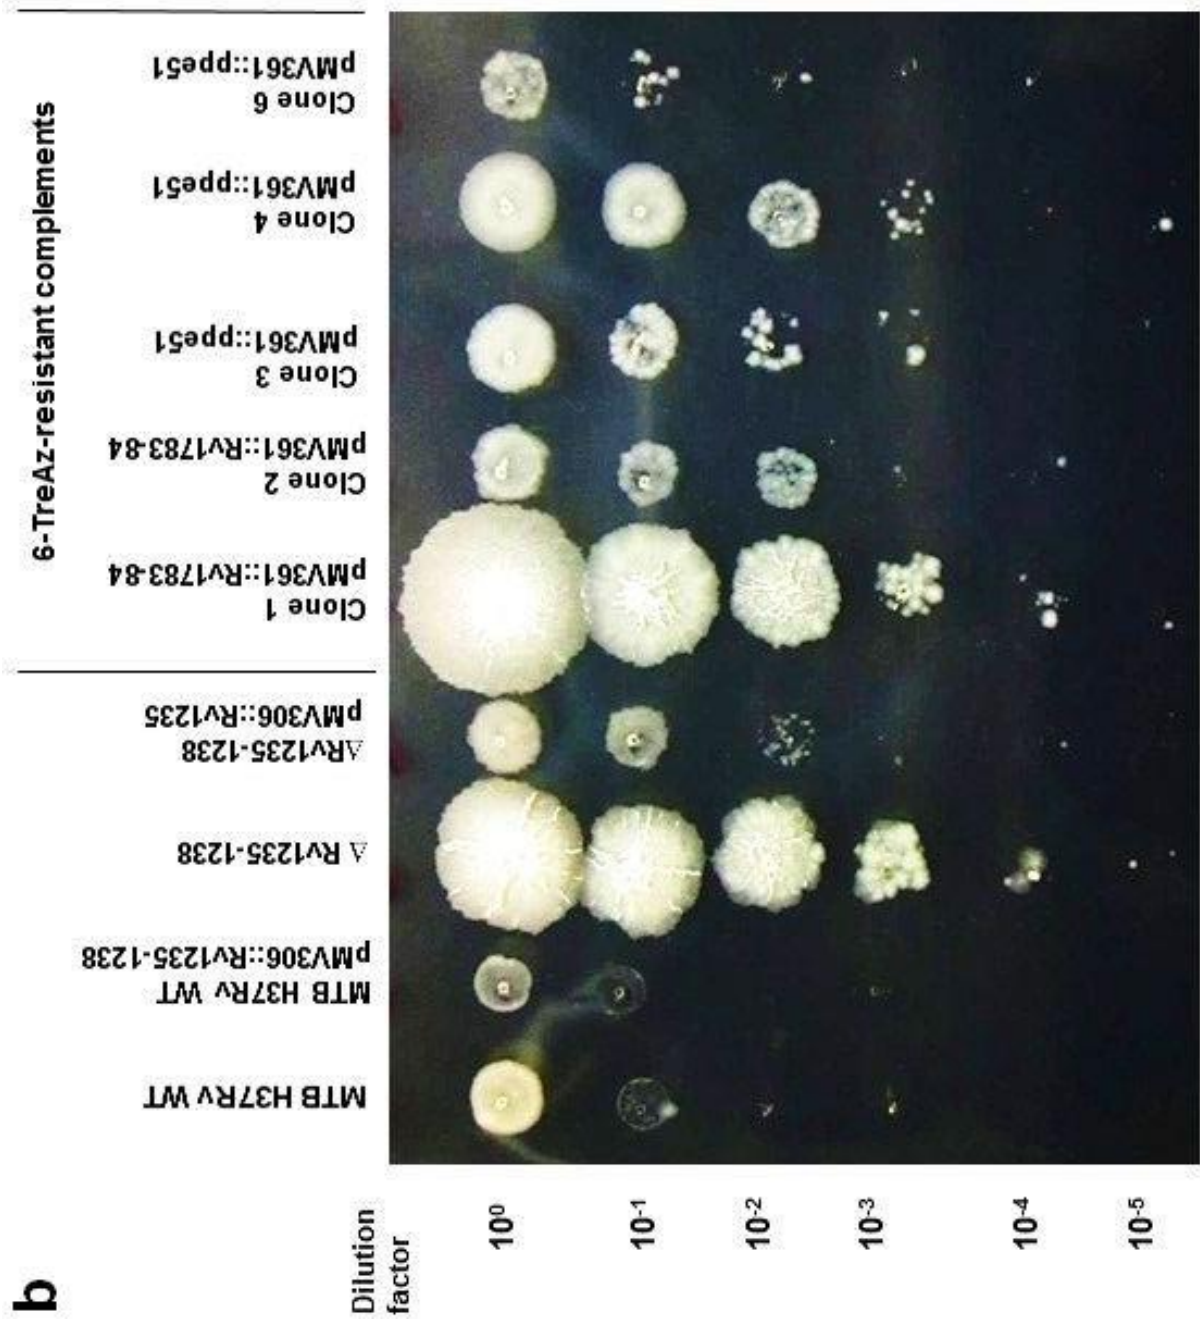 b
6-TreAz-resistant complements
MTB H37Rv WT
MTB H37Rv WT
pMV306::Rv1235-1238
Δ Rv1235-1238
ΔRv1235-1238
pMV306::Rv1235
Clone 1
pMV361::Rv1783-84
Clone 2
pMV361::Rv1783-84
Clone 3
pMV361::ppe51
Clone 4
pMV361::ppe51
Clone 6
pMV361::ppe51
Dilution
factor
10⁰
10⁻¹
10⁻²
10⁻³
10⁻⁴
10⁻⁵